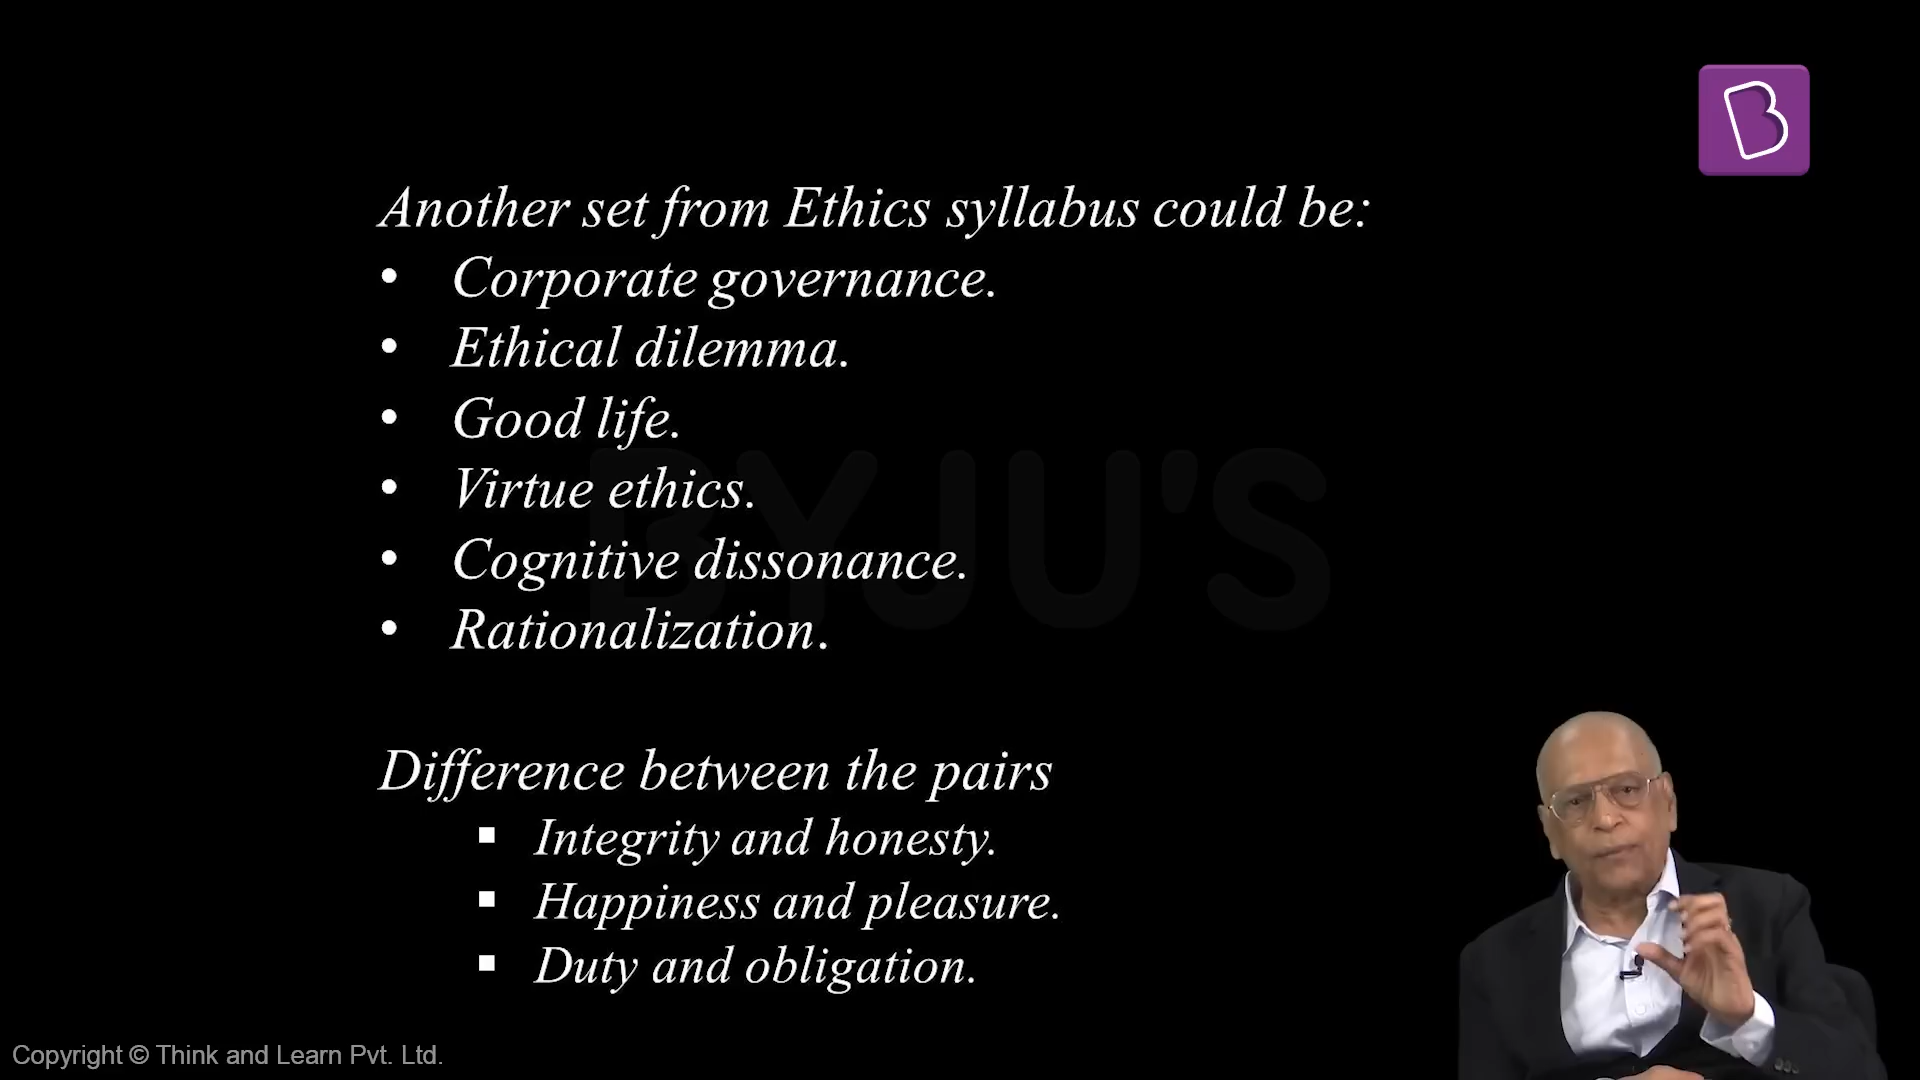 Another set from Ethics syllabus could be:
• Corporate governance.
• Ethical dilemma.
• Good life.
• Virtue ethics.
• Cognitive dissonance.
• Rationalization.
BYJU'S
Difference between the pairs
▪ Integrity and honesty.
▪ Happiness and pleasure.
▪ Duty and obligation.
Copyright © Think and Learn Pvt. Ltd.